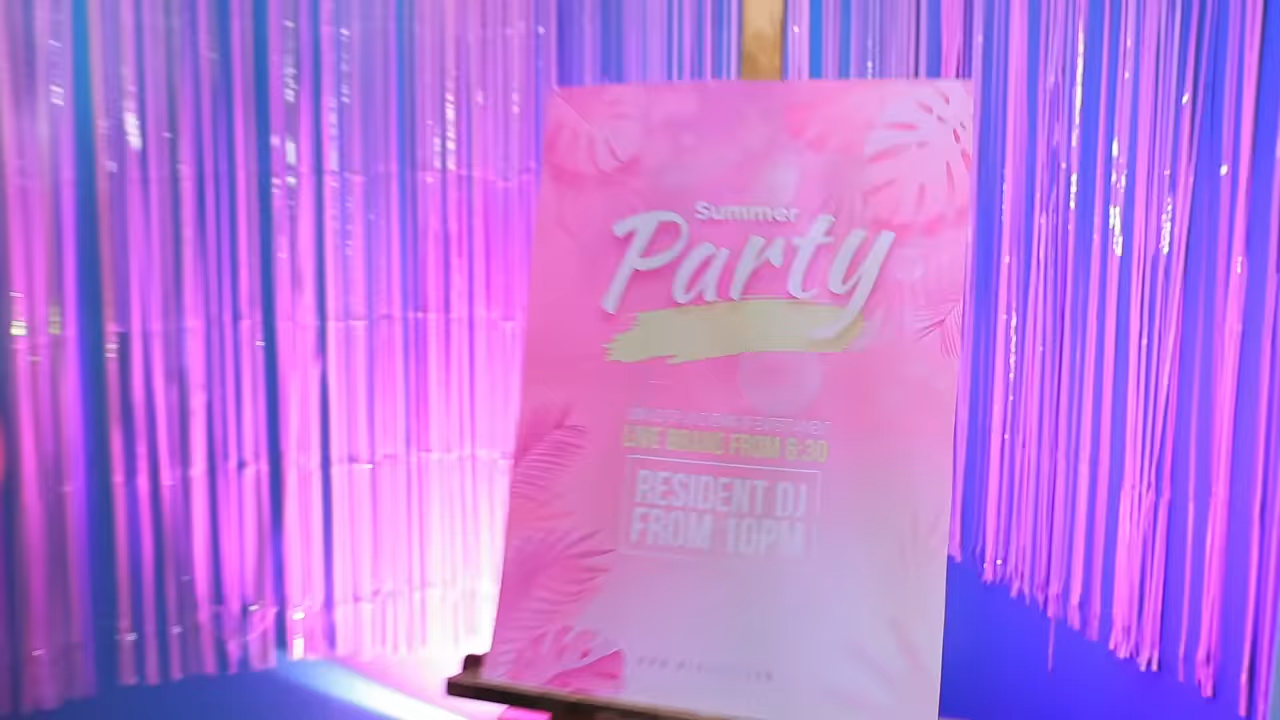 Summer
Party
LIVE BRAND FROM 6:30
RESIDENT DJ
FROM 10PM